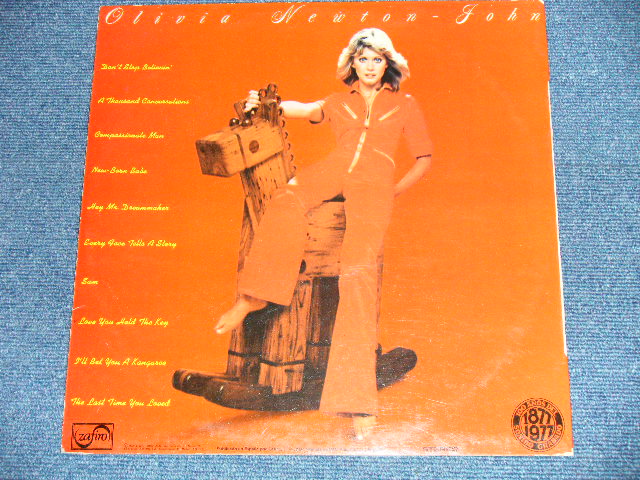 Olivia Newton-John
Don't Stop Believin'
A Thousand Conversations
Compassionate Man
New-Born Babe
Hey Mr. Dreammaker
Every Face Tells A Story
Sam
Love You Hold The Key
I'll Bet You A Kangaroo
The Last Time You Loved
zafiro
1877
1977